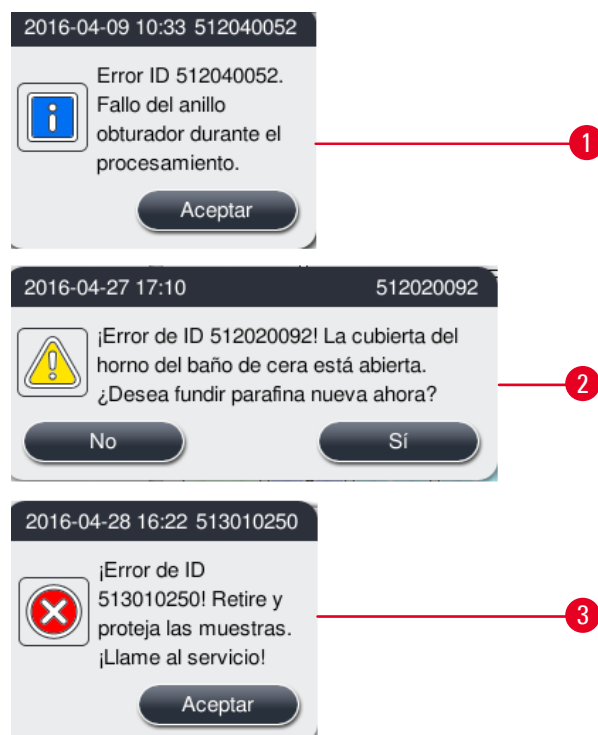 2016-04-09 10:33 512040052
Error ID 512040052.
Fallo del anillo
obturador durante el
procesamiento.
Aceptar
1
2016-04-27 17:10 512020092
¡Error de ID 512020092! La cubierta del
horno del baño de cera está abierta.
¿Desea fundir parafina nueva ahora?
No Sí
2
2016-04-28 16:22 513010250
¡Error de ID
513010250! Retire y
proteja las muestras.
¡Llame al servicio!
Aceptar
3